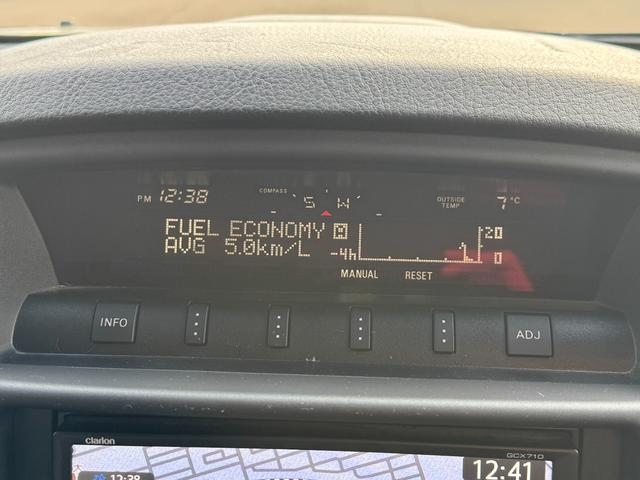 PM 12:38
COMPASS
S W
OUTSIDE TEMP 7°C
FUEL ECONOMY M
AVG 5.0km/L
-4h
20
0
MANUAL RESET
INFO
ADJ
clarion
GCX710
12:38
12:41